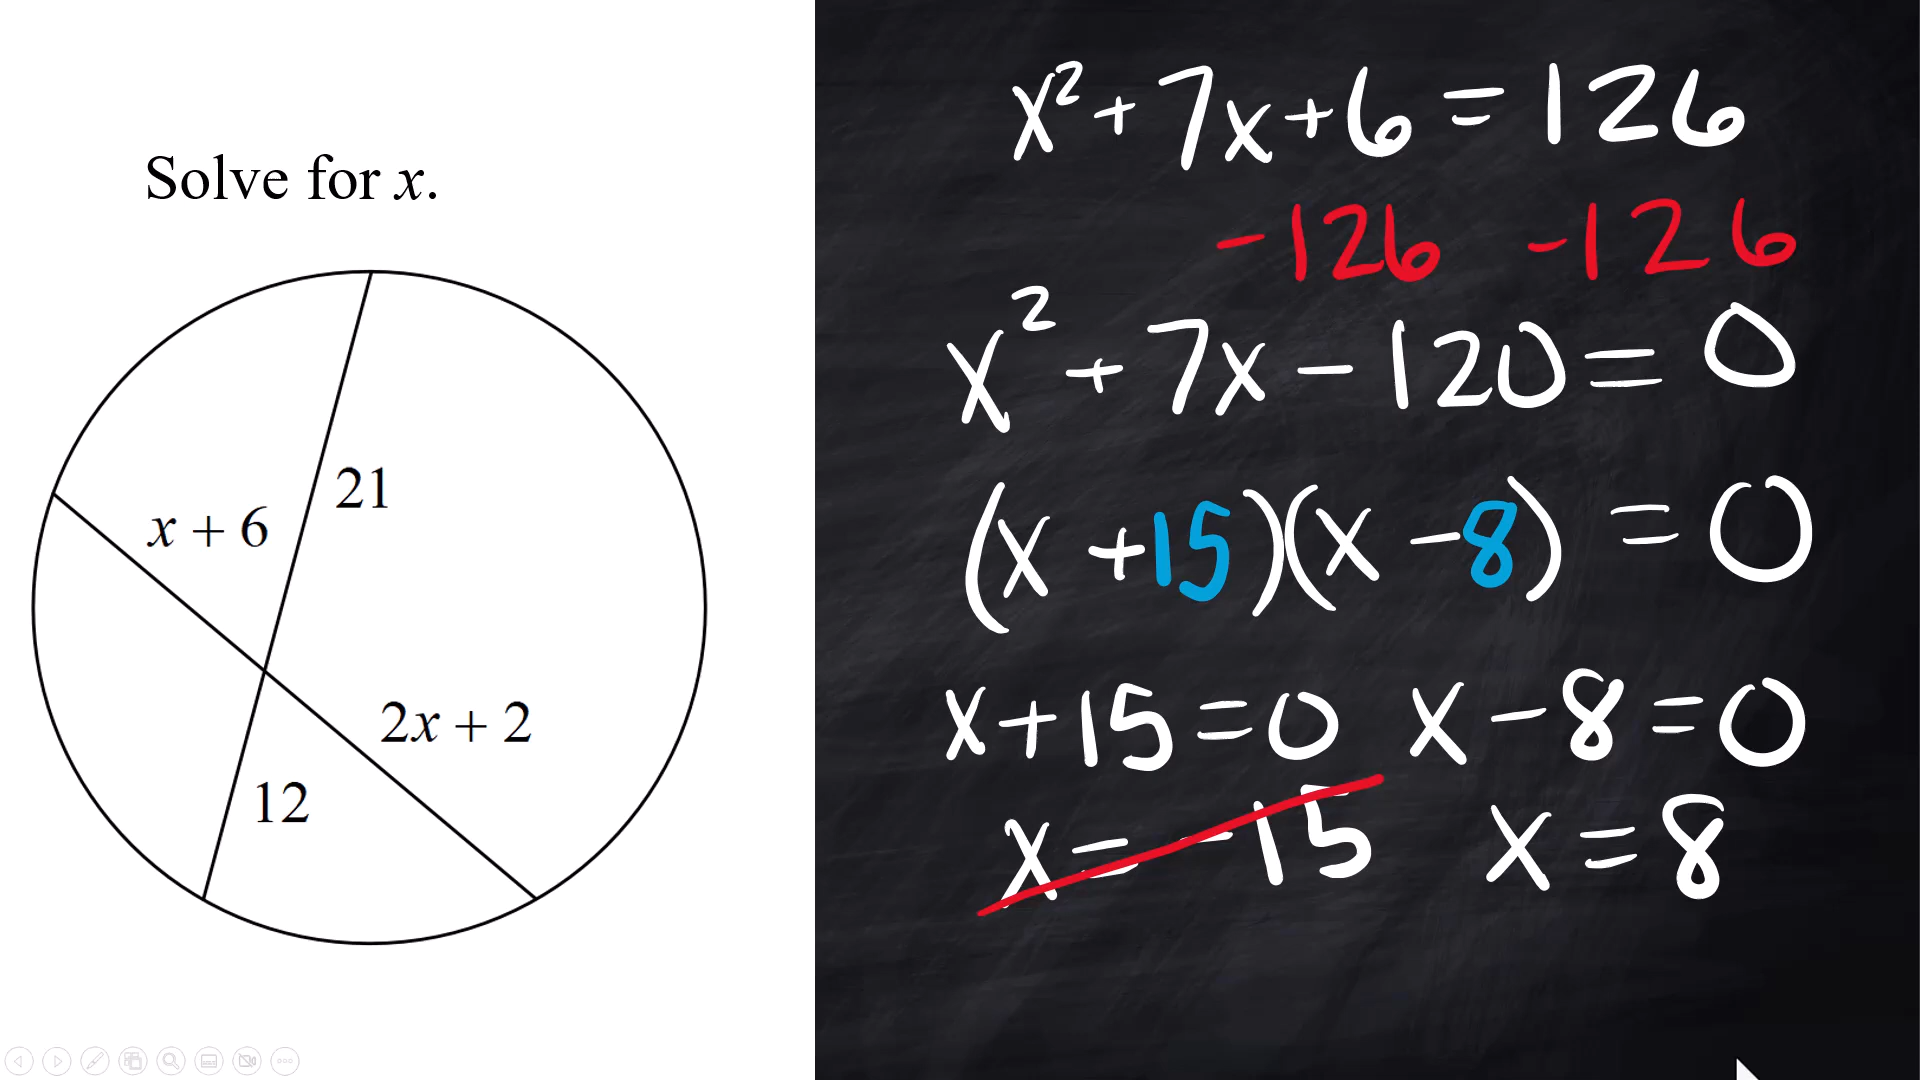 Solve for x.
21
x + 6
2x + 2
12
x² + 7x + 6 = 126
-126 -126
x² + 7x - 120 = 0
(x + 15)(x - 8) = 0
x + 15 = 0 x - 8 = 0
x = -15 x = 8